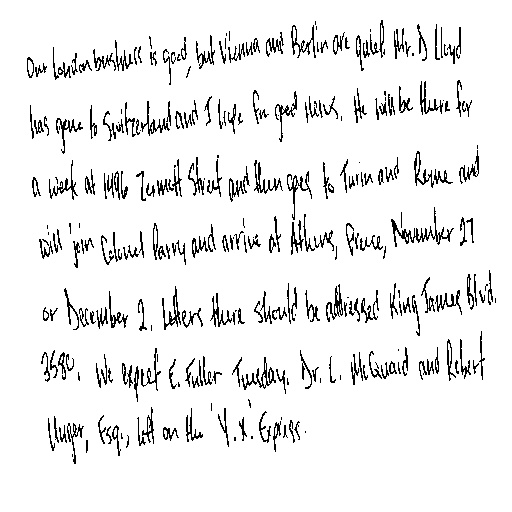 Our London business is good, but Vienna and Berlin are quiet. Mr. D Lloyd
has gone to Switzerland and I hope for good news. He will be there for
a week at 1496 Zermott Street and then goes to Turin and Rome and
will join Colonel Parry and arrive at Athens, Greece, November 27
or December 2. Letters there should be addressed King James Blvd.
3580. We expect E. Fuller Tuesday. Dr. L. McQuaid and Robert
Unger, Esq., left on the 'Y.X.' Express.